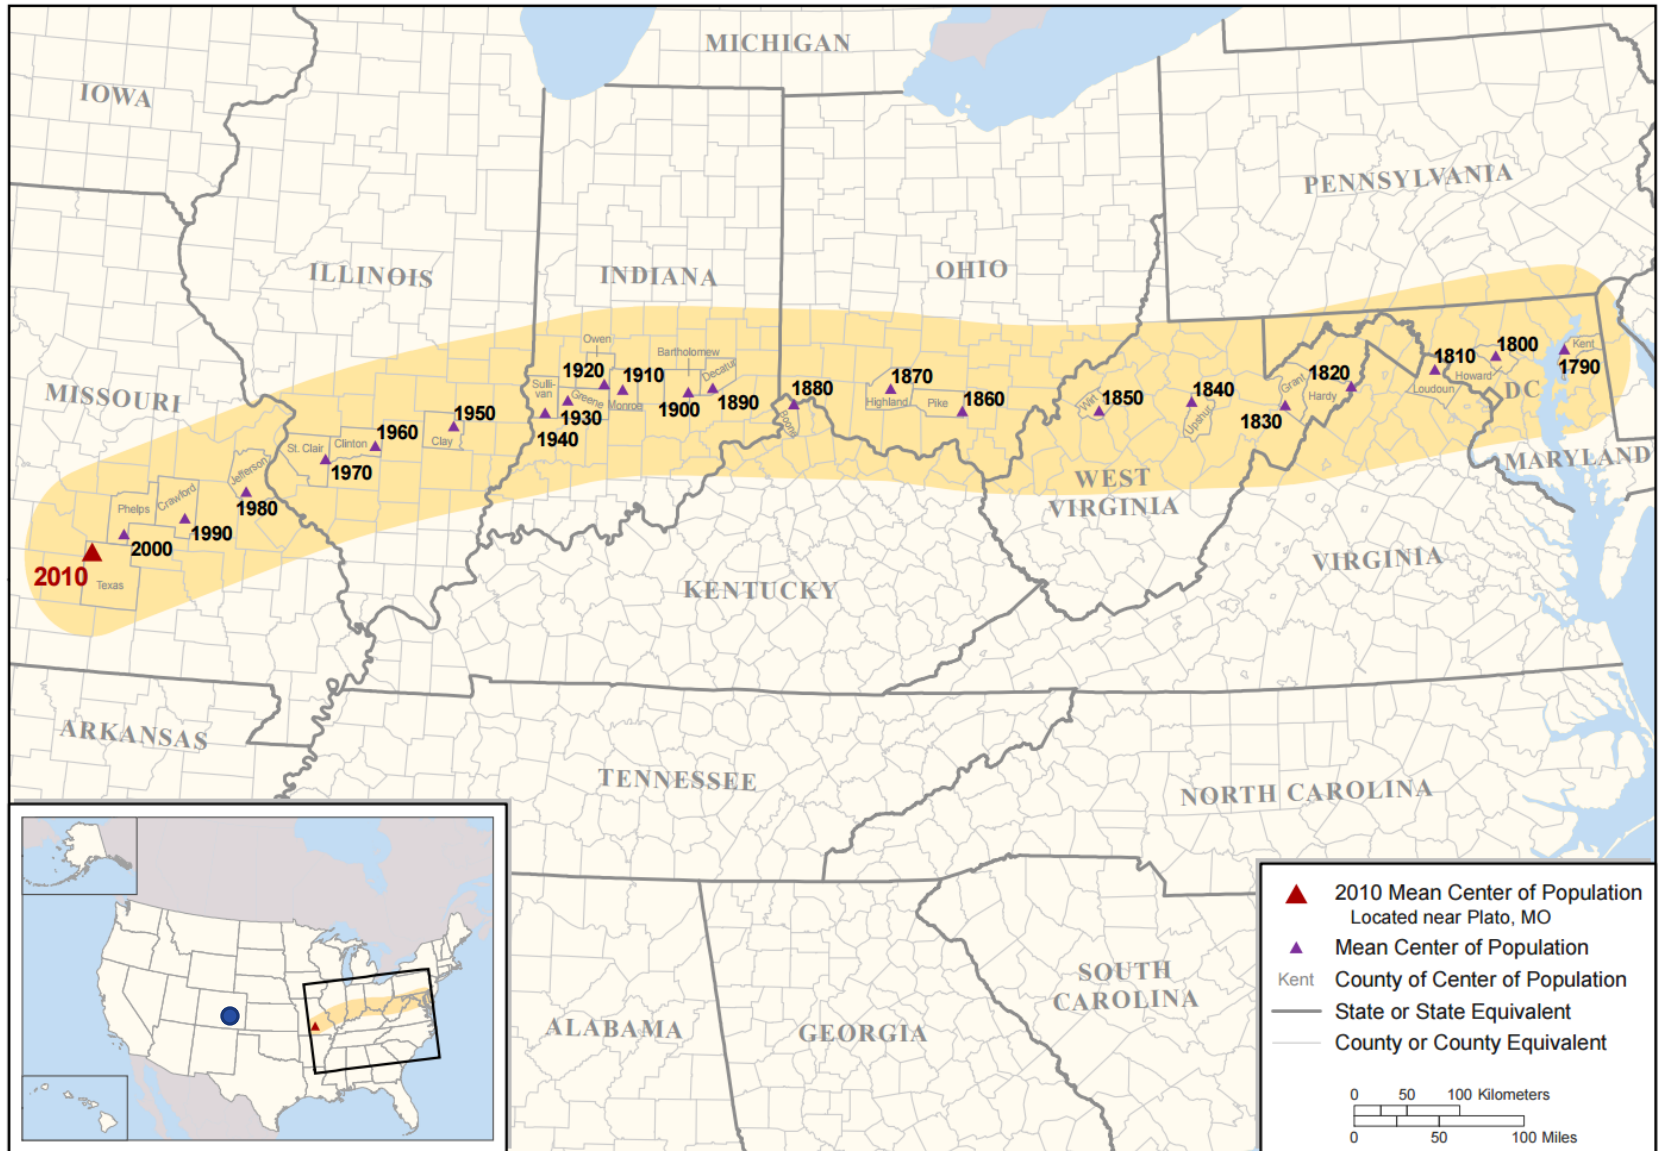 MICHIGAN
IOWA
PENNSYLVANIA
ILLINOIS
INDIANA
OHIO
MISSOURI
Owen
Bartholomew
Decatur
1920
1910
Sulli-
van
Greene
Monroe
1930
1940
1900
1890
1880
Boone
1870
Highland
Pike
1860
Wirt
1850
1840
Upshur
Grant
1830
1820
Hardy
1810
Loudoun
1800
Howard
DC
Kent
1790
MARYLAND
1950
Clay
1960
Clinton
St. Clair
1970
Jefferson
1980
Crawford
1990
Phelps
2000
2010
Texas
WEST
VIRGINIA
VIRGINIA
KENTUCKY
ARKANSAS
TENNESSEE
NORTH CAROLINA
SOUTH
CAROLINA
ALABAMA
GEORGIA
2010 Mean Center of Population
Located near Plato, MO
Mean Center of Population
Kent County of Center of Population
State or State Equivalent
County or County Equivalent
0 50 100 Kilometers
0 50 100 Miles